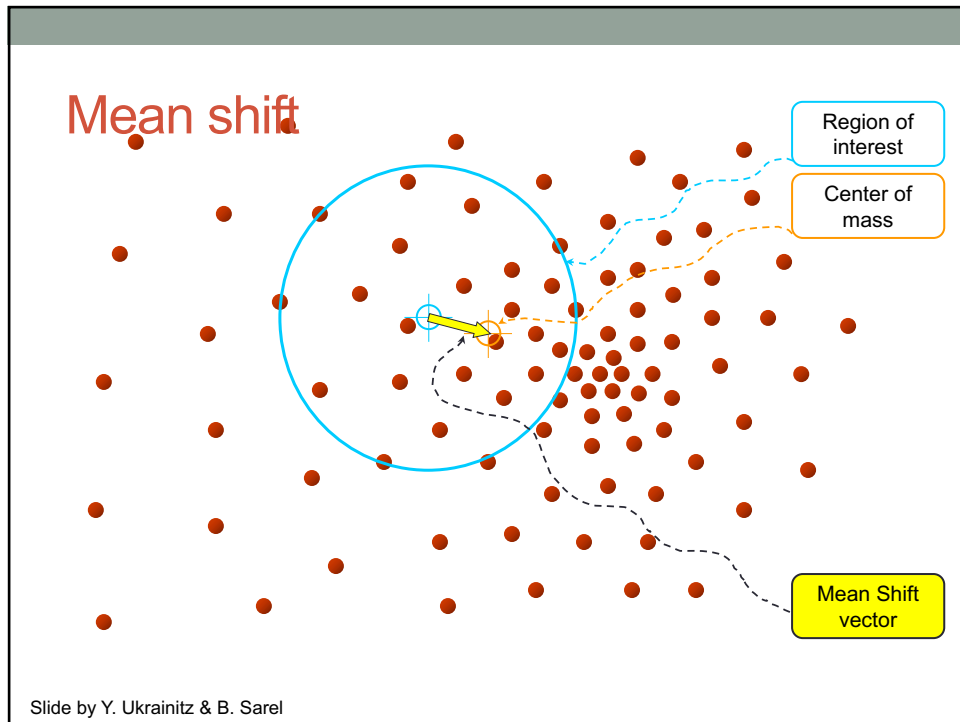 Mean shift
Region of
interest
Center of
mass
Mean Shift
vector
Slide by Y. Ukrainitz & B. Sarel